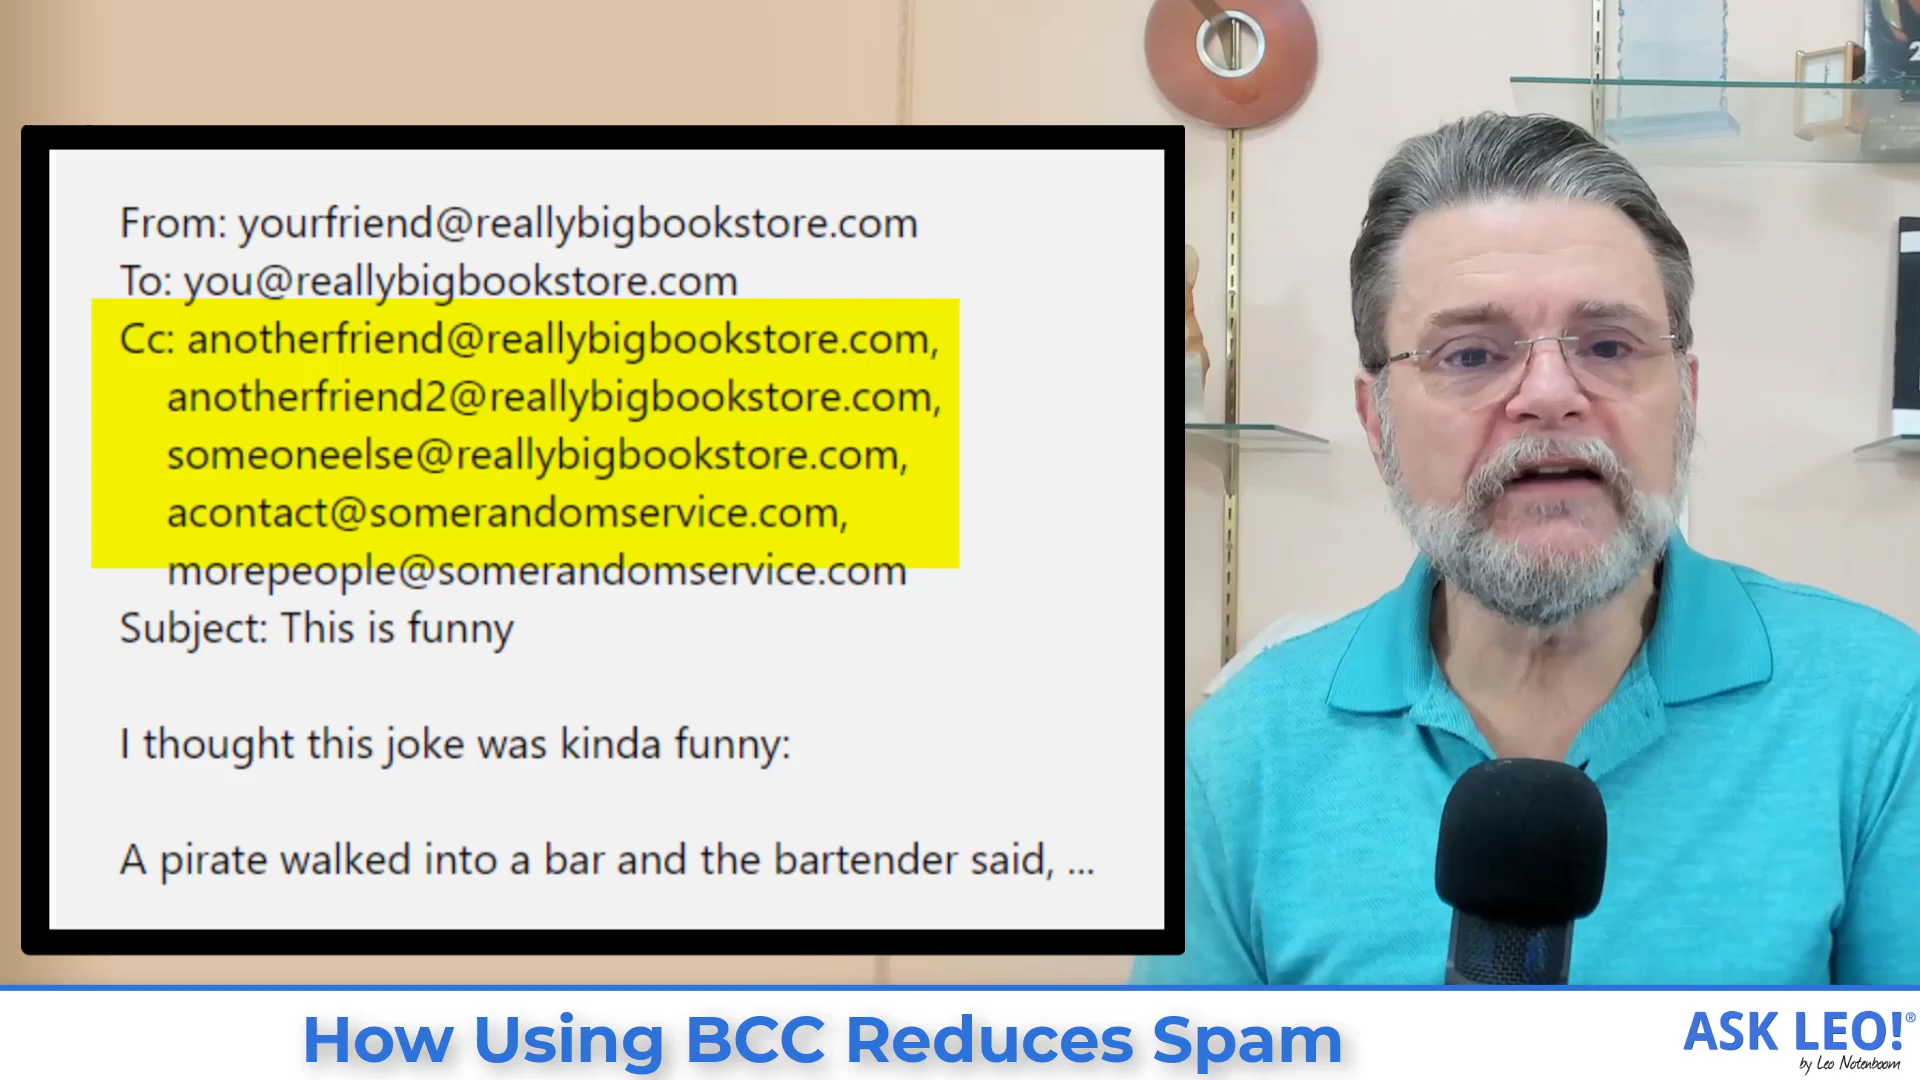 From: yourfriend@reallybigbookstore.com
To: you@reallybigbookstore.com
Cc: anotherfriend@reallybigbookstore.com,
anotherfriend2@reallybigbookstore.com,
someoneelse@reallybigbookstore.com,
acontact@somerandomservice.com,
morepeople@somerandomservice.com
Subject: This is funny
I thought this joke was kinda funny:
A pirate walked into a bar and the bartender said, ...
2
How Using BCC Reduces Spam
ASK LEO!®
by Leo Notenboom